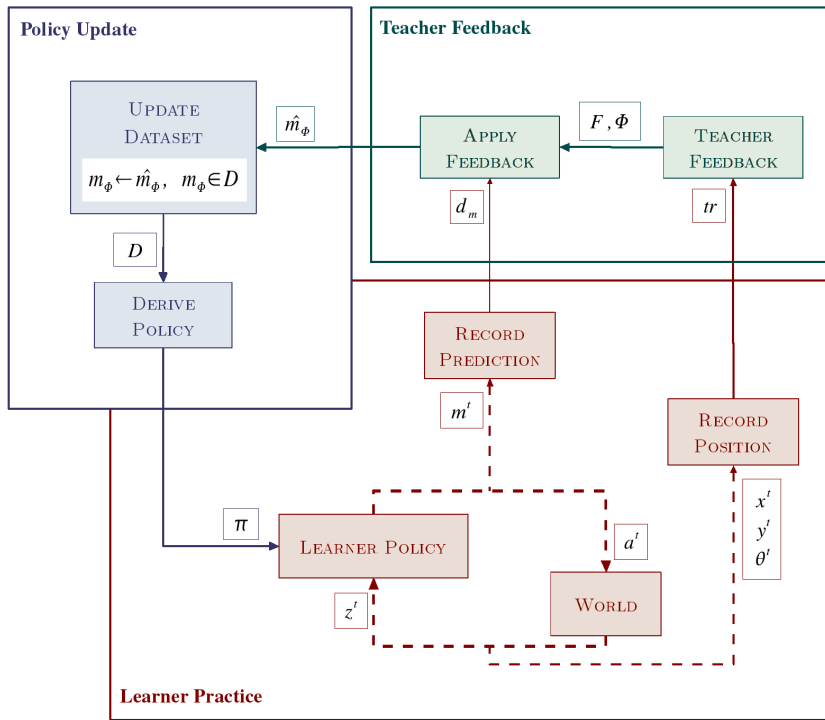 Policy Update
Teacher Feedback
UPDATE
DATASET
m_Φ ← m̂_Φ, m_Φ ∈ D
m̂_Φ
APPLY
FEEDBACK
F, Φ
TEACHER
FEEDBACK
d_m
tr
D
DERIVE
POLICY
RECORD
PREDICTION
m^t
RECORD
POSITION
x^t
y^t
θ^t
π
LEARNER POLICY
a^t
z^t
WORLD
Learner Practice